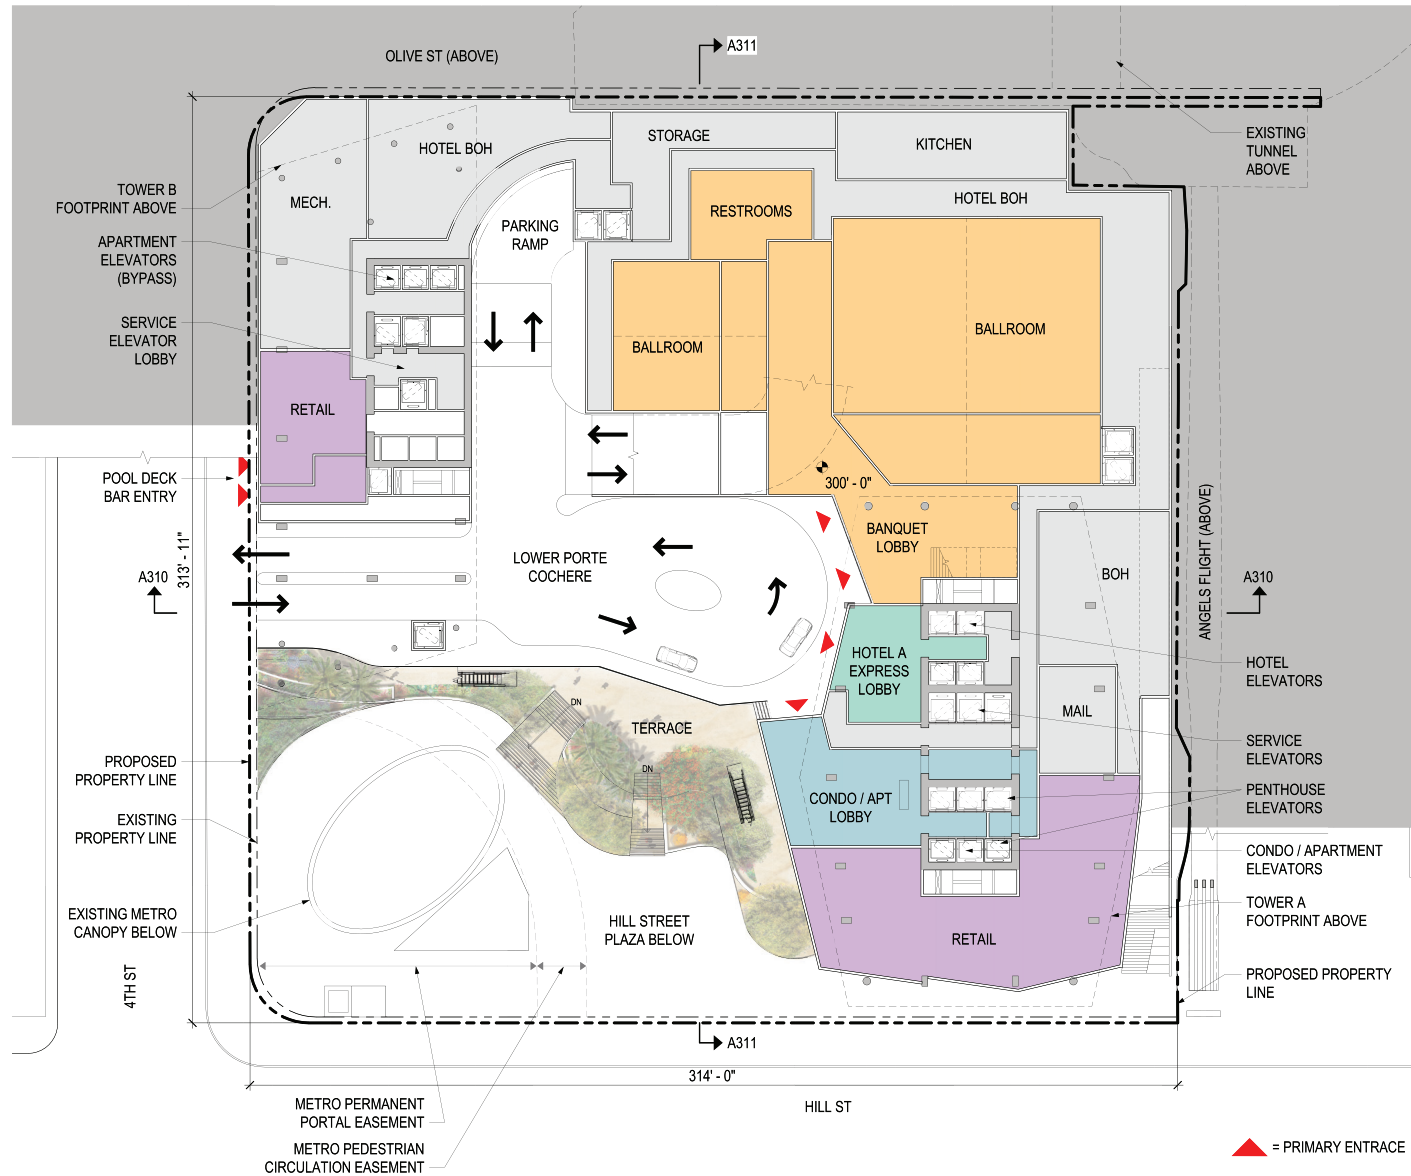 OLIVE ST (ABOVE)
A311
EXISTING
TUNNEL
ABOVE
STORAGE
KITCHEN
HOTEL BOH
TOWER B
FOOTPRINT ABOVE
MECH.
RESTROOMS
HOTEL BOH
PARKING
RAMP
APARTMENT
ELEVATORS
(BYPASS)
SERVICE
ELEVATOR
LOBBY
BALLROOM
BALLROOM
RETAIL
POOL DECK
BAR ENTRY
300' - 0"
BANQUET
LOBBY
ANGELS FLIGHT (ABOVE)
313' - 11"
LOWER PORTE
COCHERE
BOH
A310
A310
HOTEL A
EXPRESS
LOBBY
HOTEL
ELEVATORS
DN
MAIL
TERRACE
SERVICE
ELEVATORS
PROPOSED
PROPERTY LINE
DN
PENTHOUSE
ELEVATORS
CONDO / APT
LOBBY
EXISTING
PROPERTY LINE
CONDO / APARTMENT
ELEVATORS
EXISTING METRO
CANOPY BELOW
HILL STREET
PLAZA BELOW
TOWER A
FOOTPRINT ABOVE
RETAIL
4TH ST
PROPOSED PROPERTY
LINE
A311
314' - 0"
METRO PERMANENT
PORTAL EASEMENT
HILL ST
METRO PEDESTRIAN
CIRCULATION EASEMENT
= PRIMARY ENTRACE